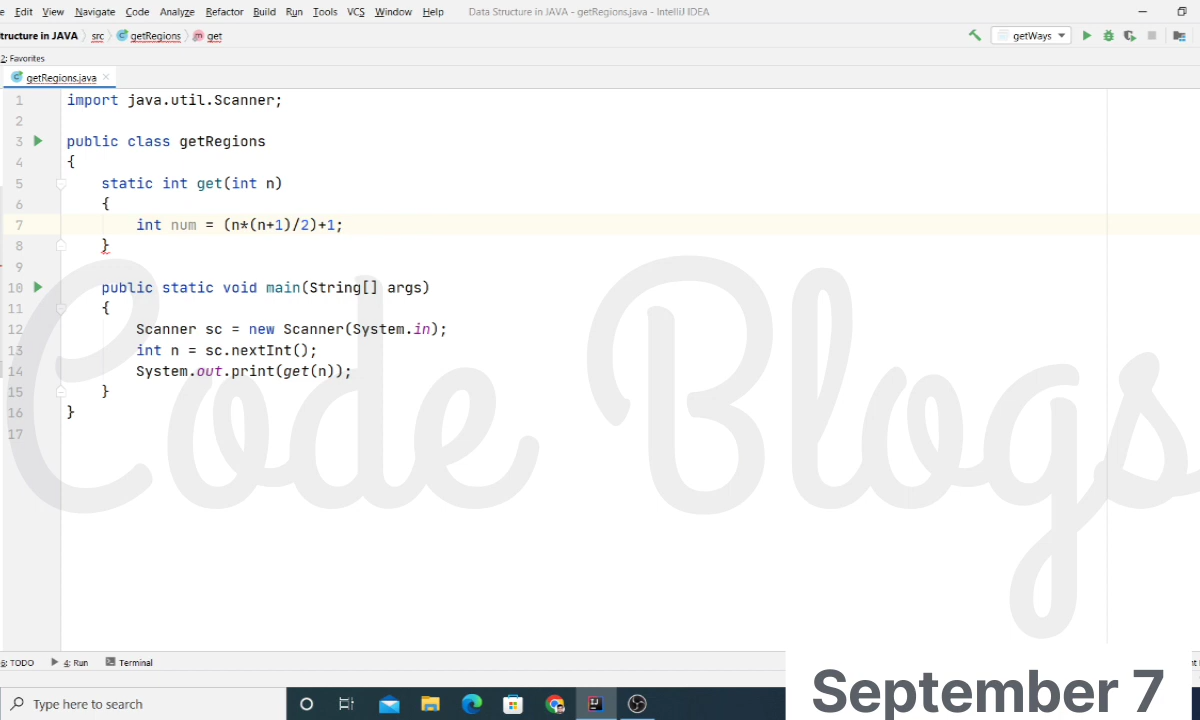 e Edit View Navigate Code Analyze Refactor Build Run Tools VCS Window Help Data Structure in JAVA - getRegions.java - IntelliJ IDEA
tructure in JAVA src getRegions get getWays
2: Favorites
getRegions.java
1 import java.util.Scanner;
2
3 public class getRegions
4 {
5 static int get(int n)
6 {
7 int num = (n*(n+1)/2)+1;
8 }
9
10 public static void main(String[] args)
11 {
12 Scanner sc = new Scanner(System.in);
13 int n = sc.nextInt();
14 System.out.print(get(n));
15 }
16 }
17
Code Blogs
6: TODO 4: Run Terminal
Type here to search
September 7